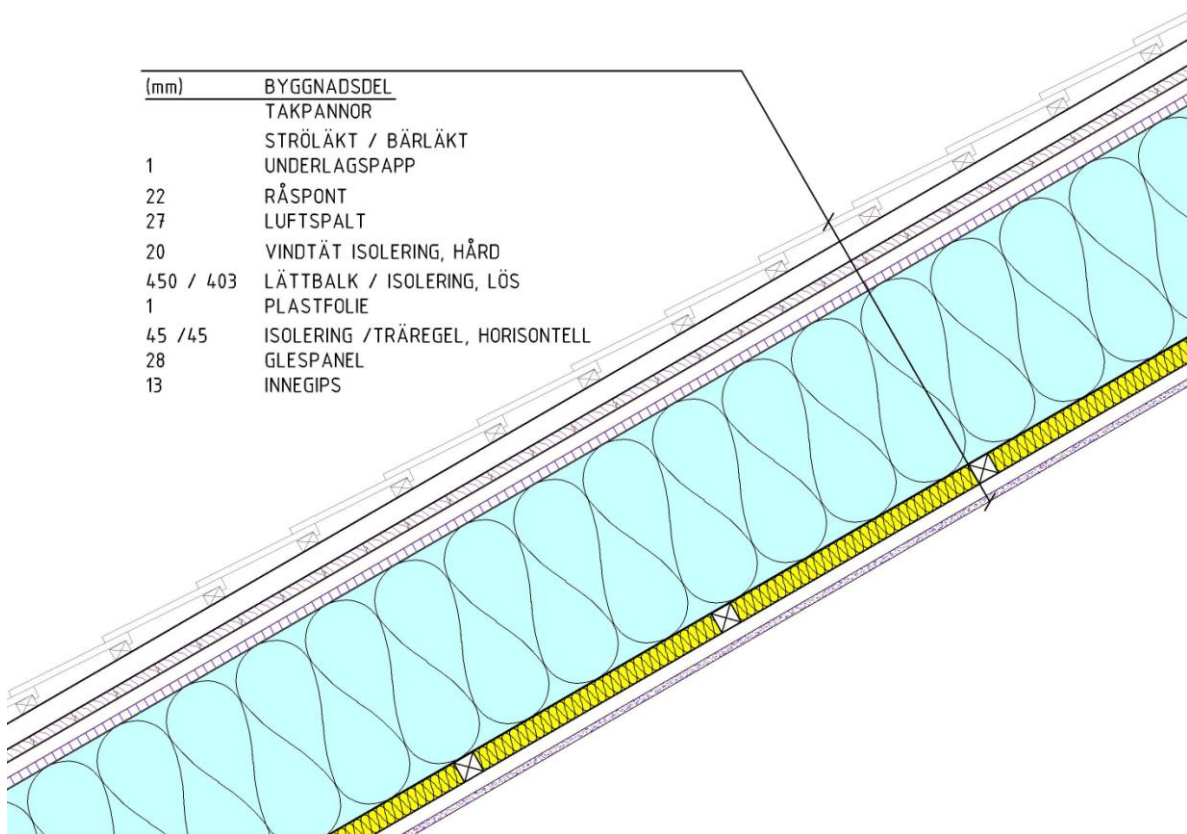 (mm) BYGGNADSDEL
TAKPANNOR
STRÖLÄKT / BÄRLÄKT
1 UNDERLAGSPAPP
22 RÅSPONT
27 LUFTSPALT
20 VINDTÄT ISOLERING, HÅRD
450 / 403 LÄTTBALK / ISOLERING, LÖS
1 PLASTFOLIE
45 /45 ISOLERING /TRÄREGEL, HORISONTELL
28 GLESPANEL
13 INNEGIPS